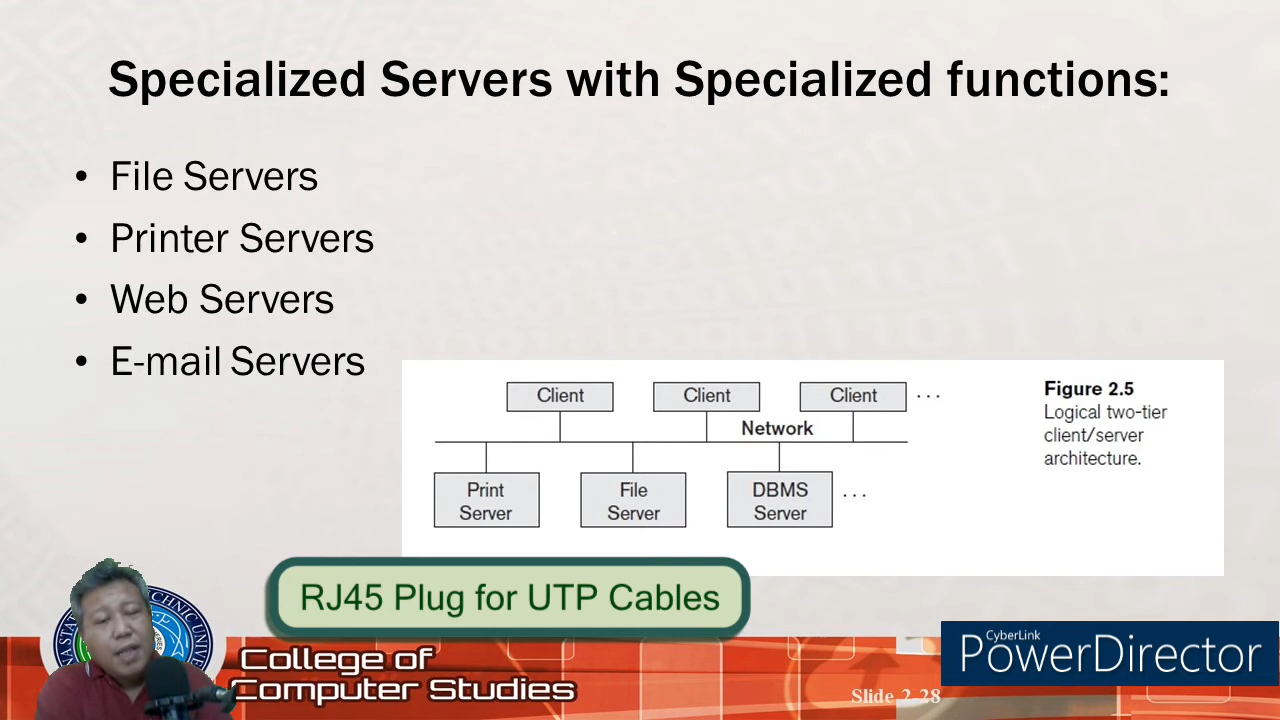 Specialized Servers with Specialized functions:
• File Servers
• Printer Servers
• Web Servers
• E-mail Servers
Client
Client
Client
...
Network
Print
Server
File
Server
DBMS
Server
...
Figure 2.5
Logical two-tier
client/server
architecture.
RJ45 Plug for UTP Cables
College of
Computer Studies
CyberLink
PowerDirector
Slide 2-28